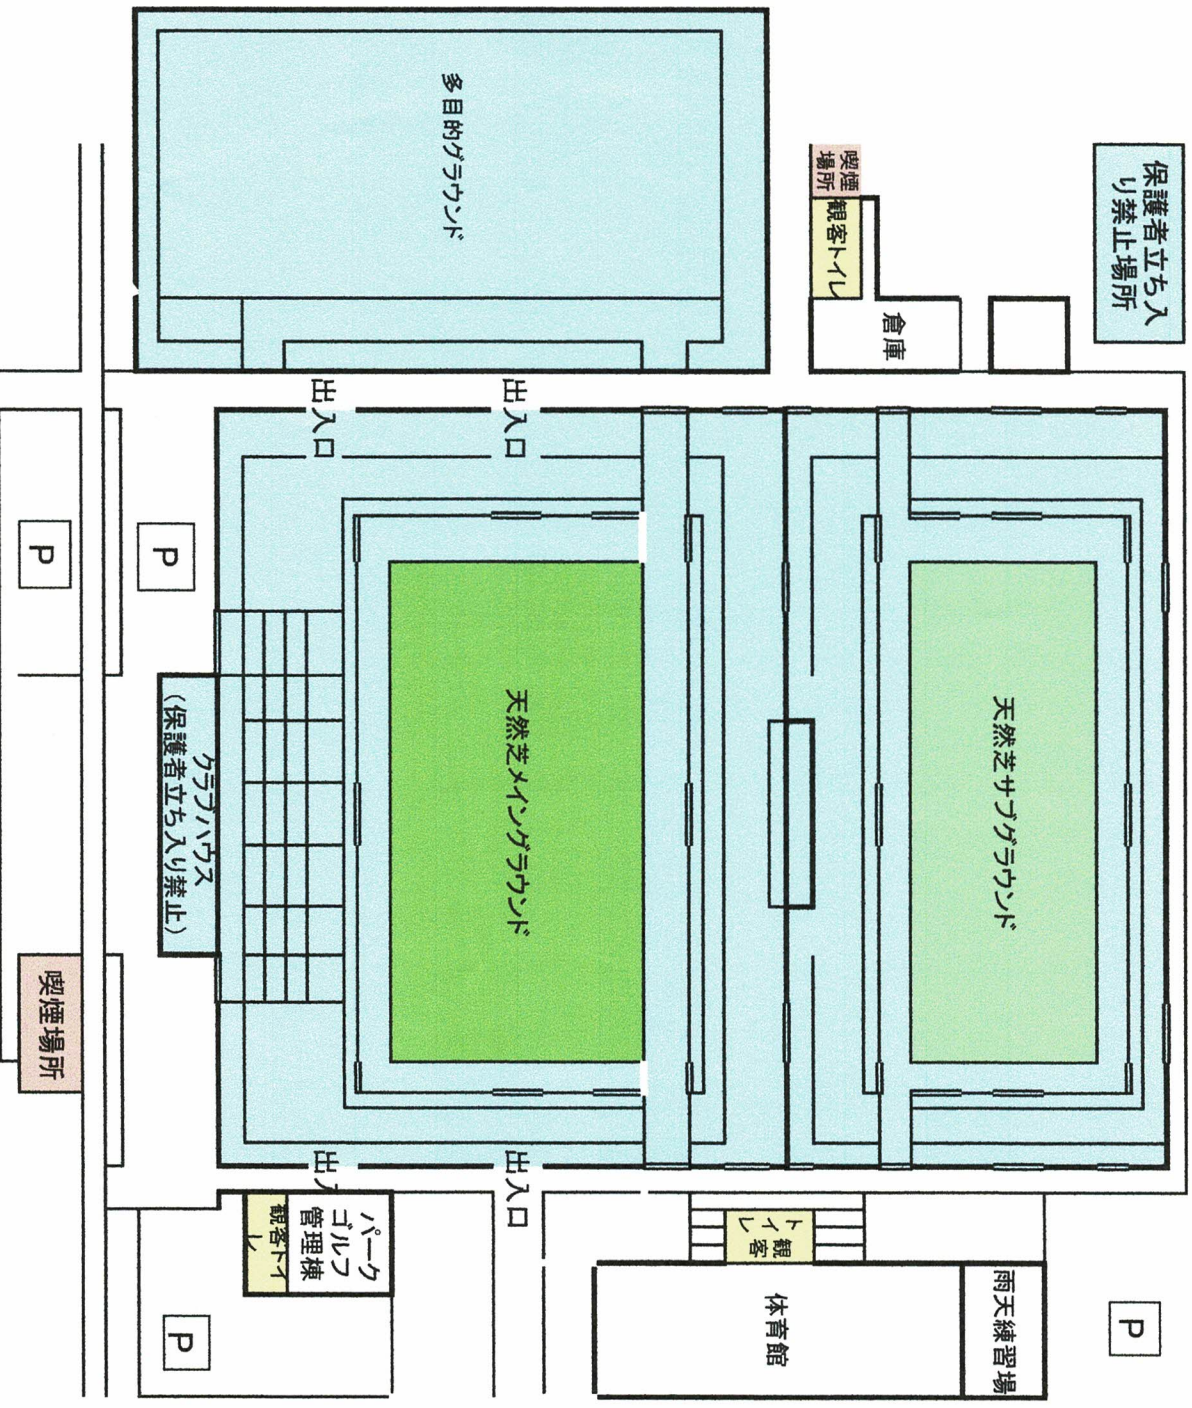 保護者立ち入
り禁止場所
喫煙
場所
観客トイレ
倉庫
多目的グラウンド
出入口
出入口
P
P
天然芝サブグラウンド
天然芝メイングラウンド
クラブハウス
（保護者立ち入り禁止）
喫煙場所
出入口
出入
観客
トイ
レ
パーク
ゴルフ
管理棟
観客トイ
レ
雨天練習場
体育館
P
P